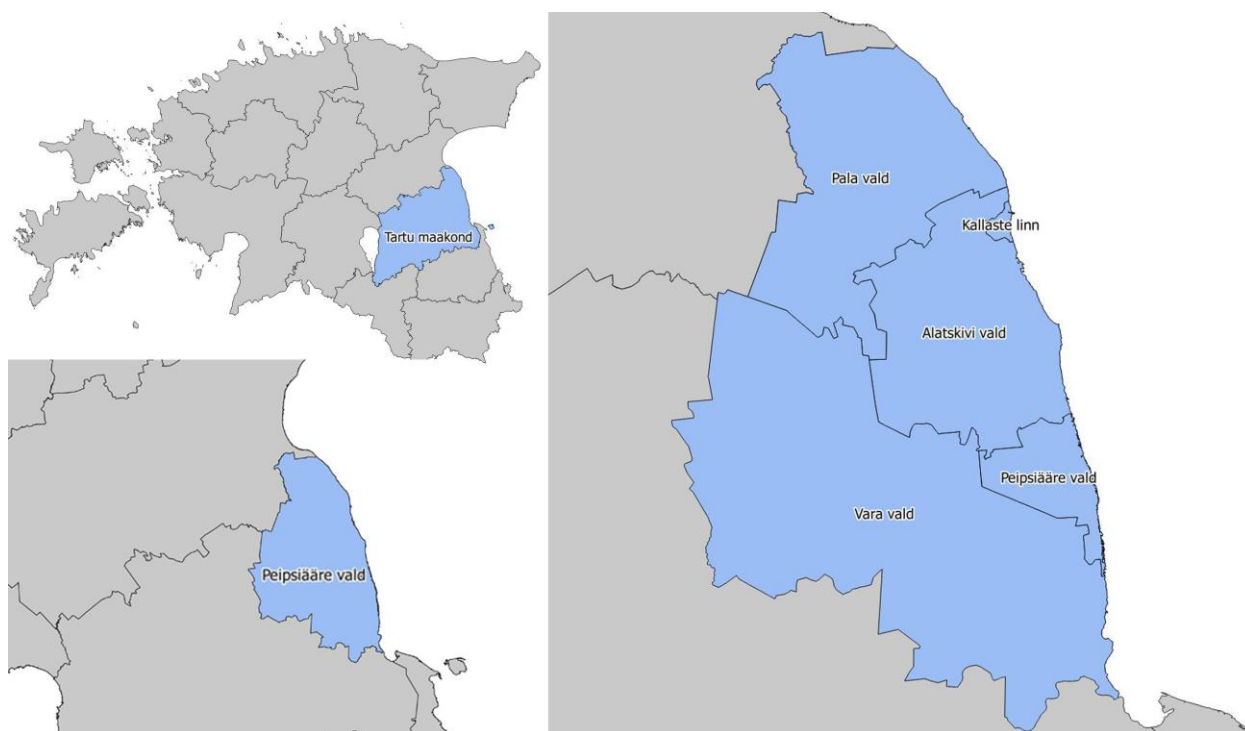 Tartu maakond
Peipsiääre vald
Pala vald
Kallaste linn
Alatskivi vald
Peipsiääre vald
Vara vald